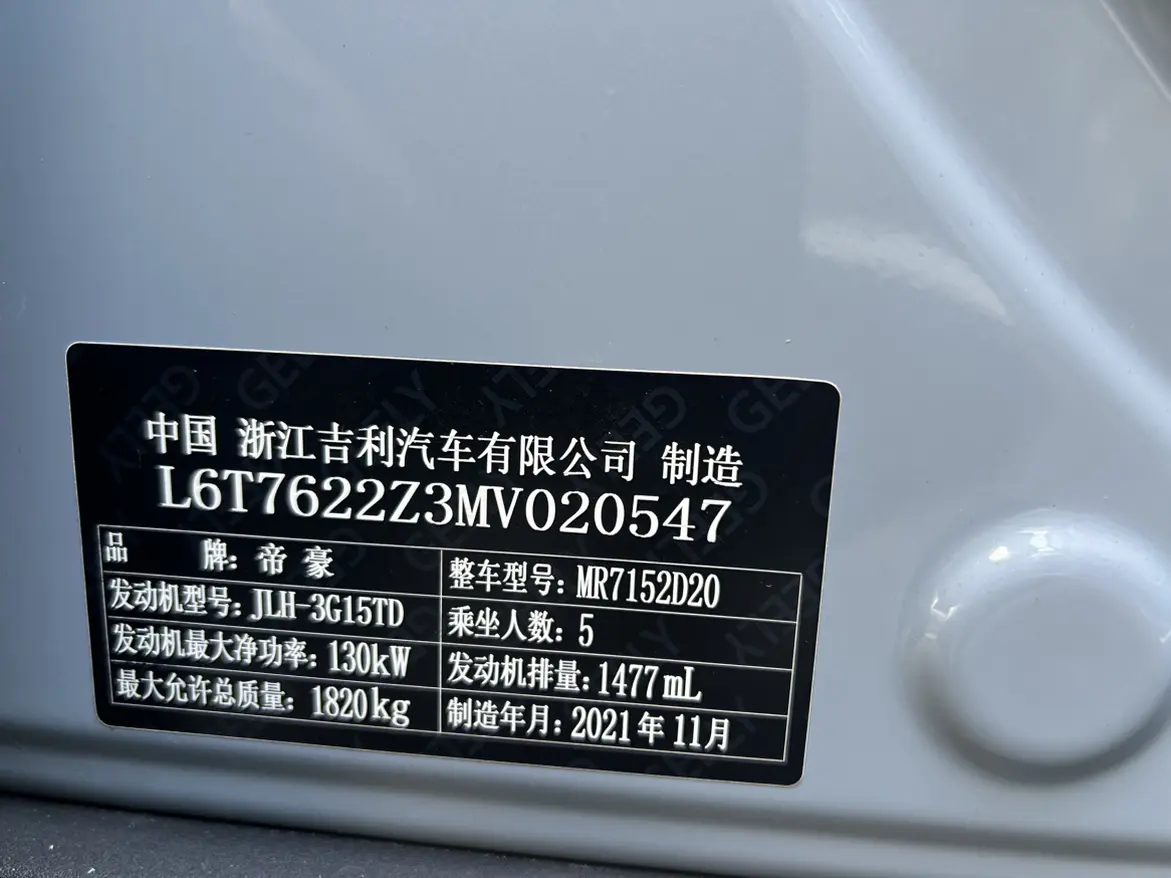 中国 浙江吉利汽车有限公司 制造
L6T7622Z3MV020547
品 牌: 帝豪 整车型号: MR7152D20
发动机型号: JLH-3G15TD 乘坐人数: 5
发动机最大净功率: 130kW 发动机排量: 1477mL
最大允许总质量: 1820kg 制造年月: 2021年11月